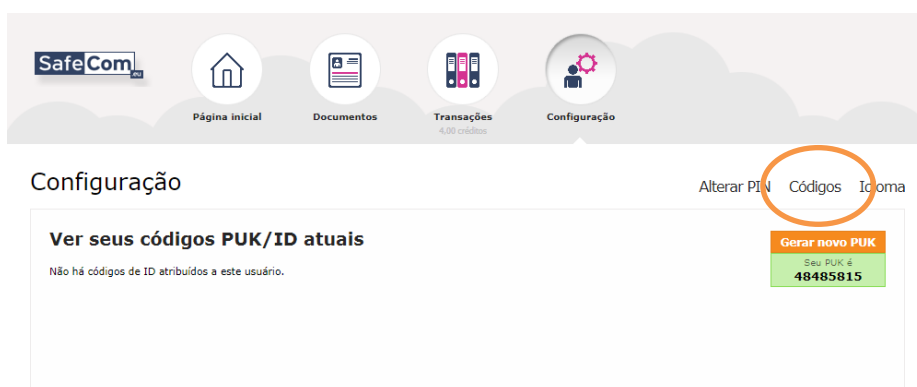 SafeCom.eu
Página inicial
Documentos
Transações
4.00 créditos
Configuração
Configuração
Alterar PIN Códigos Idioma
Ver seus códigos PUK/ID atuais
Não há códigos de ID atribuídos a este usuário.
Gerar novo PUK
Seu PUK é
48485815